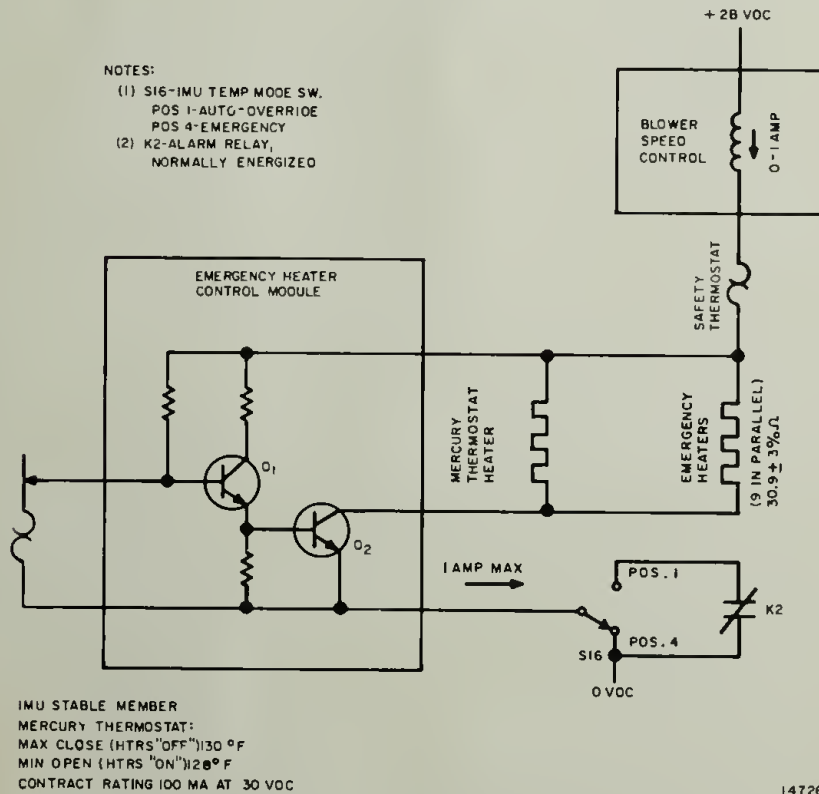 +28 VOC
NOTES:
(1) S16-IMU TEMP MODE SW.
POS 1-AUTO-OVERRIDE
POS 4-EMERGENCY
(2) K2-ALARM RELAY,
NORMALLY ENERGIZED
BLOWER
SPEED
CONTROL
0-1 AMP
SAFETY
THERMOSTAT
EMERGENCY HEATER
CONTROL MODULE
MERCURY
THERMOSTAT
HEATER
EMERGENCY
HEATERS
(9 IN PARALLEL)
30.9±3%Ω
Q1
Q2
1 AMP MAX
POS. 1
K2
POS. 4
S16
0 VDC
IMU STABLE MEMBER
MERCURY THERMOSTAT:
MAX CLOSE (HTRS "OFF") 130 °F
MIN OPEN (HTRS "ON") 128° F
CONTRACT RATING 100 MA AT 30 VDC
14726